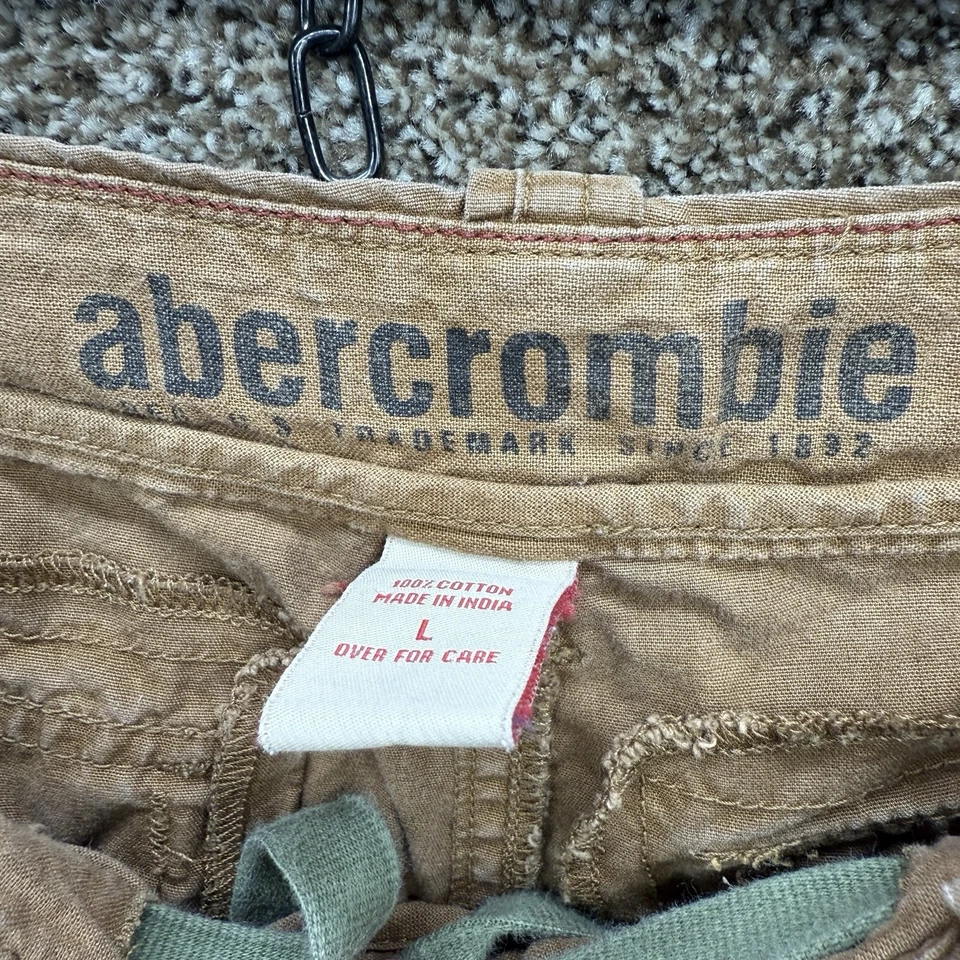 abercrombie
REG U.S TRADEMARK SINCE 1892
100% COTTON
MADE IN INDIA
L
OVER FOR CARE